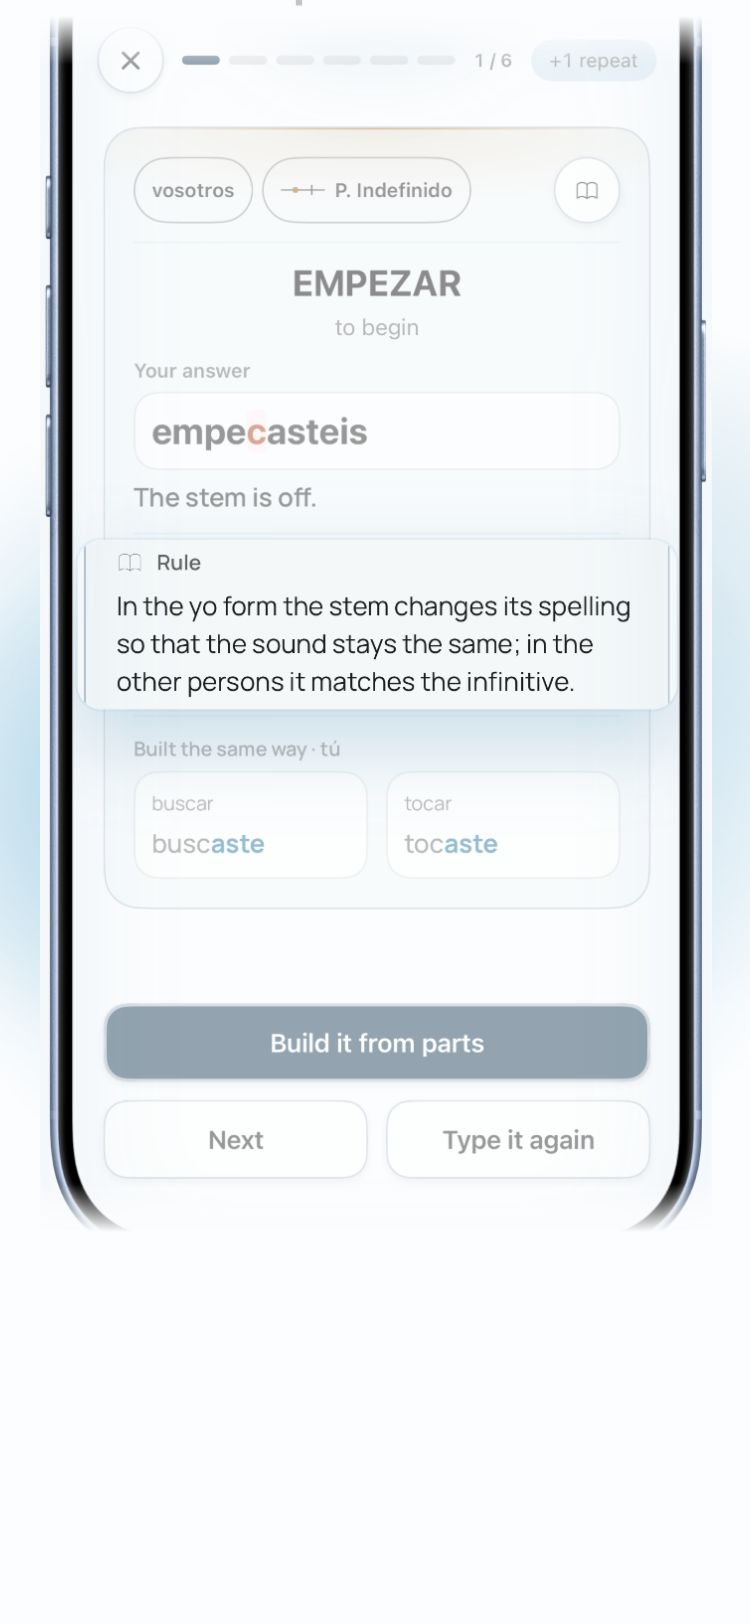 1 / 6
+1 repeat
vosotros
P. Indefinido
EMPEZAR
to begin
Your answer
empecasteis
The stem is off.
Rule
In the yo form the stem changes its spelling
so that the sound stays the same; in the
other persons it matches the infinitive.
Built the same way · tú
buscar
tocar
buscaste
tocaste
Build it from parts
Next
Type it again